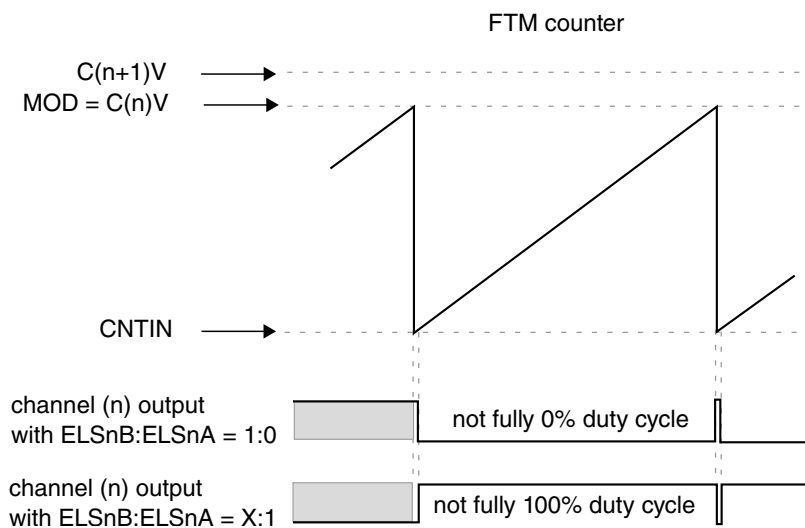 FTM counter
C(n+1)V
MOD = C(n)V
CNTIN
channel (n) output
with ELSnB:ELSnA = 1:0
not fully 0% duty cycle
channel (n) output
with ELSnB:ELSnA = X:1
not fully 100% duty cycle